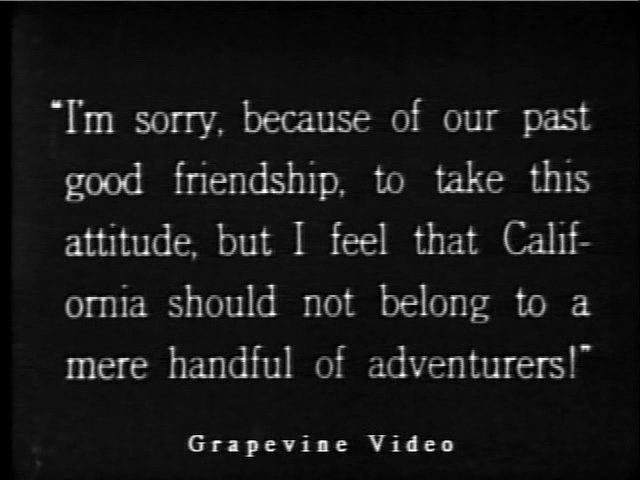 "I'm sorry, because of our past
good friendship, to take this
attitude, but I feel that Calif-
ornia should not belong to a
mere handful of adventurers!"
Grapevine Video